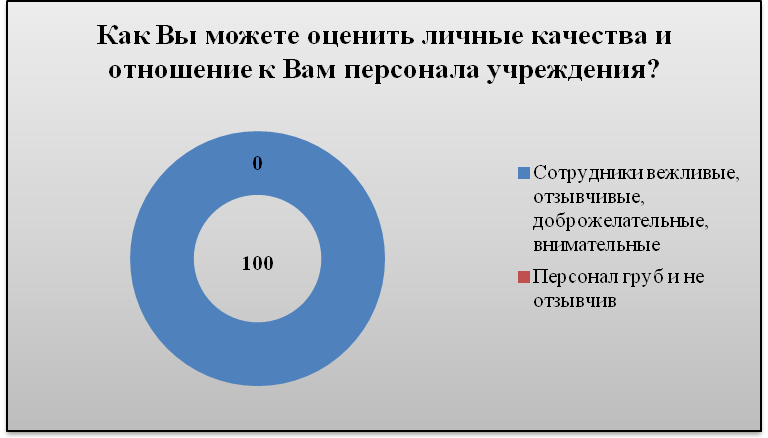 Как Вы можете оценить личные качества и
отношение к Вам персонала учреждения?
0
100
Сотрудники вежливые,
отзывчивые,
доброжелательные,
внимательные
Персонал груб и не
отзывчив